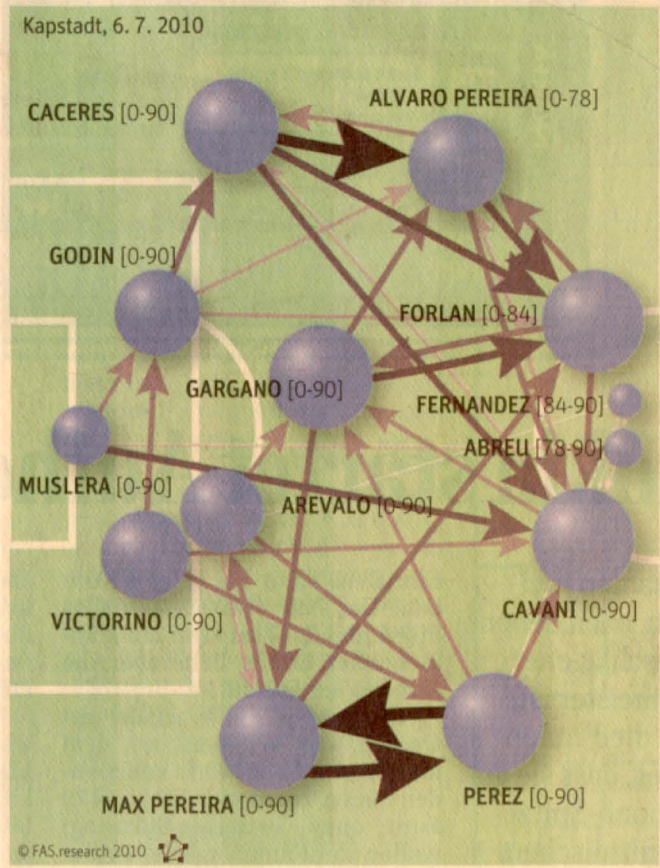 Kapstadt, 6. 7. 2010
ALVARO PEREIRA [0-78]
CACERES [0-90]
GODIN [0-90]
FORLAN [0-84]
GARGANO [0-90]
FERNANDEZ [84-90]
ABREU [78-90]
MUSLERA [0-90]
AREVALO [0-90]
CAVANI [0-90]
VICTORINO [0-90]
PEREZ [0-90]
MAX PEREIRA [0-90]
© FAS.research 2010